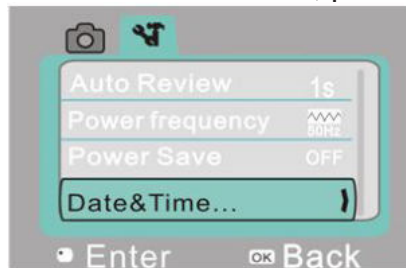 Auto Review 1s
Power frequency 50Hz
Power Save OFF
Date&Time...
Enter OK Back